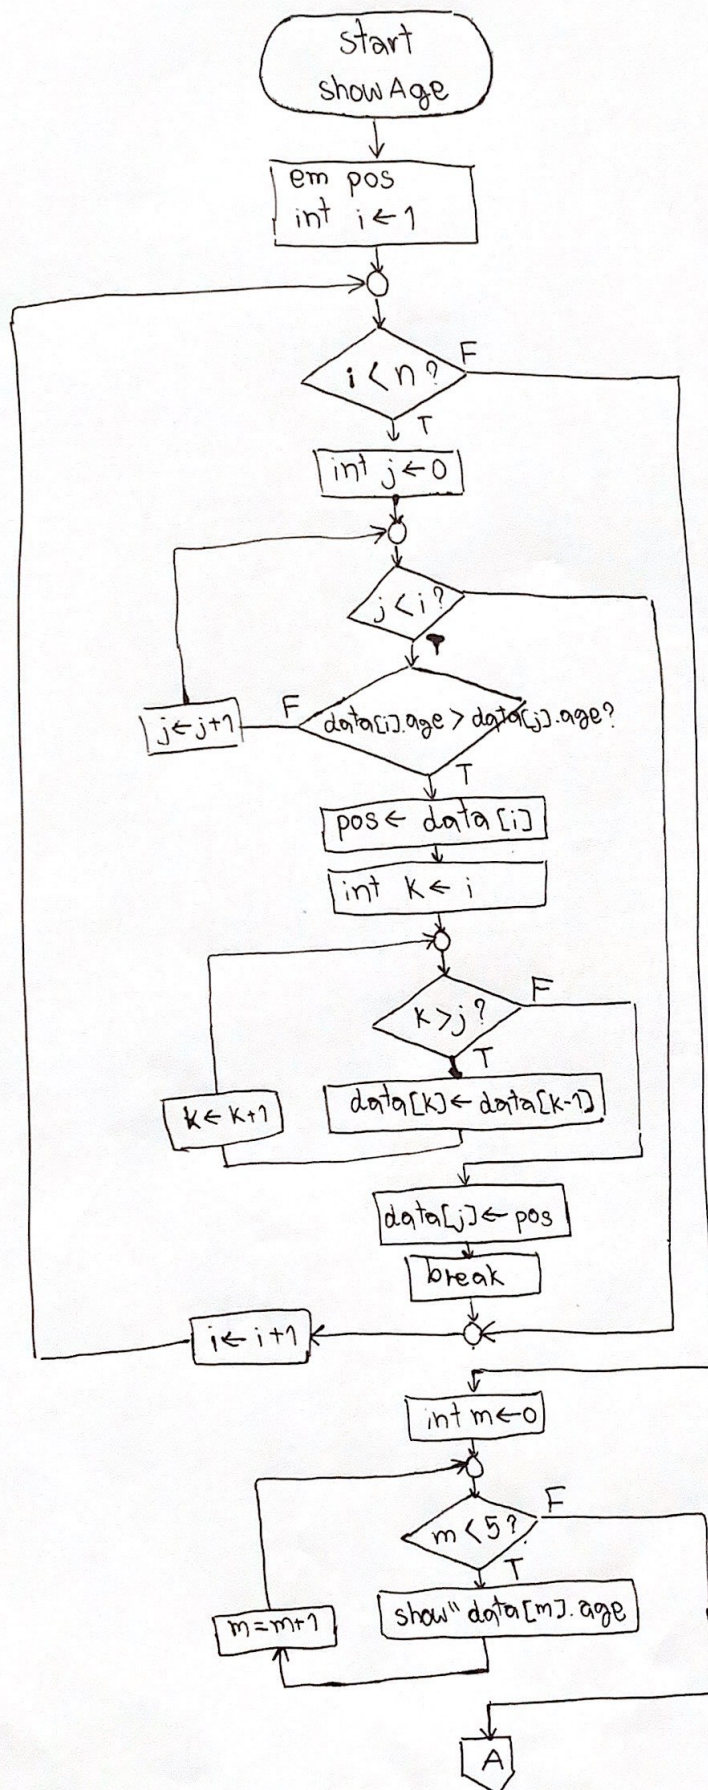 start
showAge
em pos
int i ← 1
i < n?
F
T
int j ← 0
j < i?
T
data[i].age > data[j].age?
F
j ← j+1
T
pos ← data [i]
int k ← i
k > j?
F
T
data[k] ← data[k-1]
k ← k+1
data[j] ← pos
break
i ← i+1
int m ← 0
m < 5?
F
T
show" data[m].age
m = m+1
A